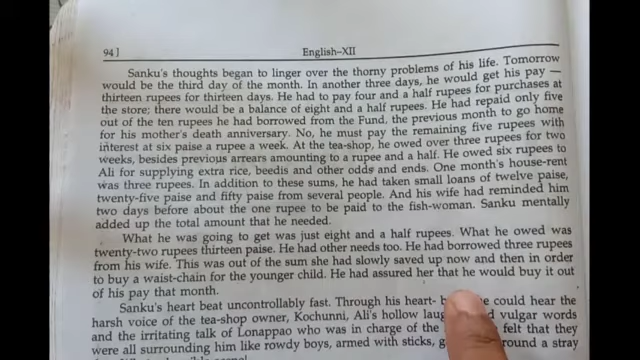 94]
English–XII
Sanku's thoughts began to linger over the thorny problems of his life. Tomorrow
would be the third day of the month. In another three days, he would get his pay —
thirteen rupees for thirteen days. He had to pay four and a half rupees for purchases at
the store; there would be a balance of eight and a half rupees. He had repaid only five
out of the ten rupees he had borrowed from the Fund, the previous month to go home
for his mother's death anniversary. No, he must pay the remaining five rupees with
interest at six paise a rupee a week. At the tea-shop, he owed over three rupees for two
weeks, besides previous arrears amounting to a rupee and a half. He owed six rupees to
Ali for supplying extra rice, beedis and other odds and ends. One month's house-rent
was three rupees. In addition to these sums, he had taken small loans of twelve paise,
twenty-five paise and fifty paise from several people. And his wife had reminded him
two days before about the one rupee to be paid to the fish-woman. Sanku mentally
added up the total amount that he needed.
What he was going to get was just eight and a half rupees. What he owed was
twenty-two rupees thirteen paise. He had other needs too. He had borrowed three rupees
from his wife. This was out of the sum she had slowly saved up now and then in order
to buy a waist-chain for the younger child. He had assured her that he would buy it out
of his pay that month.
Sanku's heart beat uncontrollably fast. Through his heart- could hear the
harsh voice of the tea-shop owner, Kochunni, Ali's hollow vulgar words
and the irritating talk of Lonappao who was in charge of the felt that they
were all surrounding him like rowdy boys, armed with sticks, round a stray